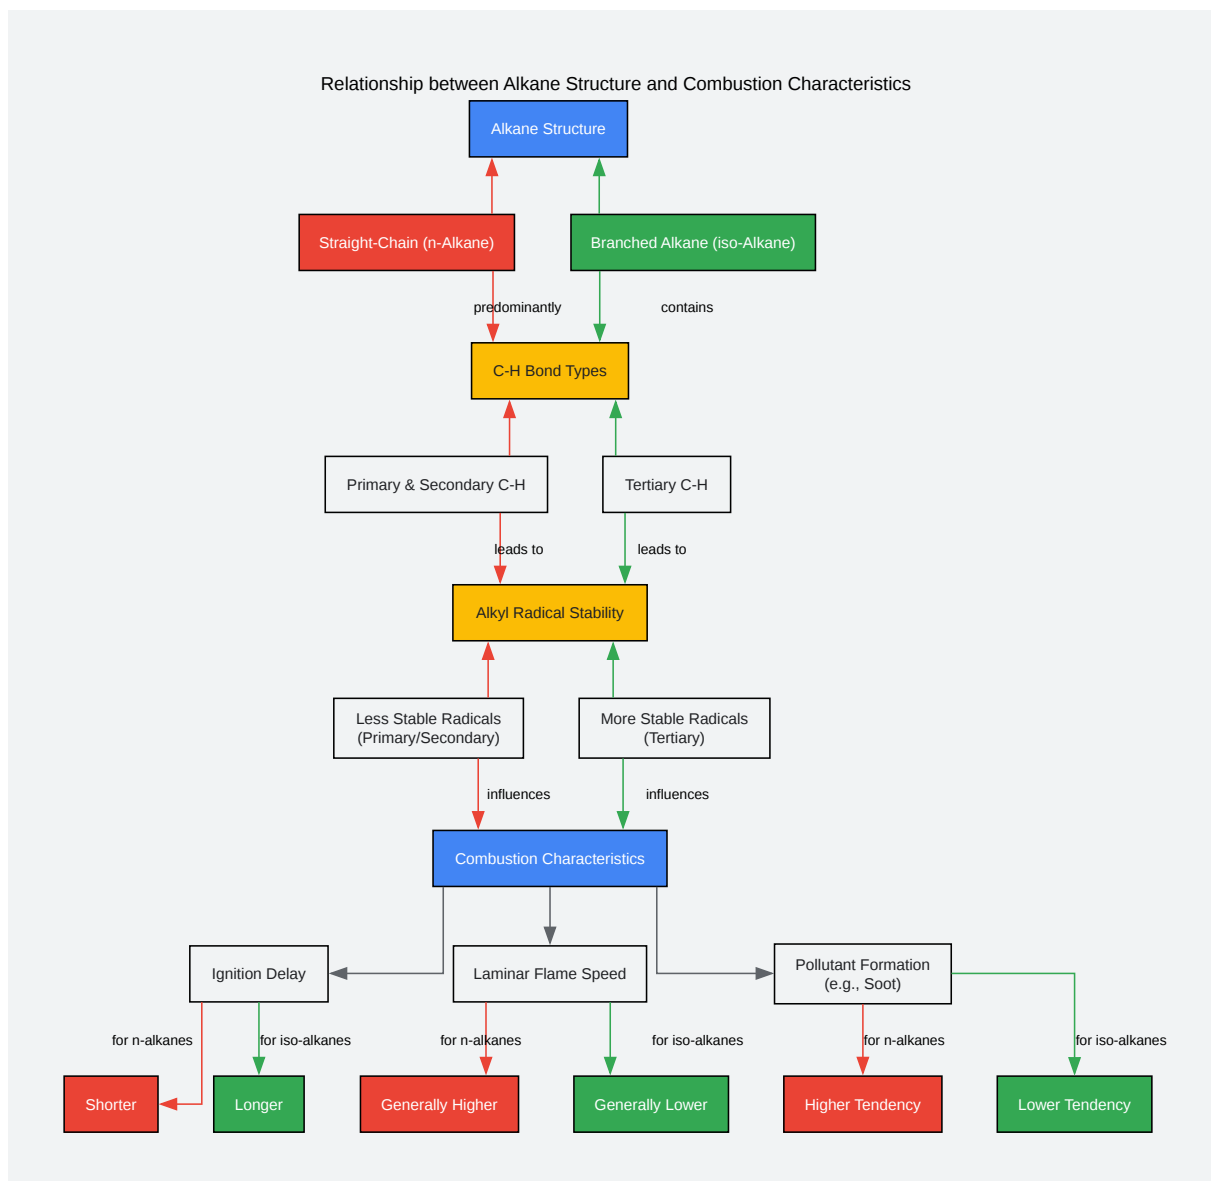 Relationship between Alkane Structure and Combustion Characteristics
Alkane Structure
Straight-Chain (n-Alkane)
Branched Alkane (iso-Alkane)
predominantly
contains
C-H Bond Types
Primary & Secondary C-H
Tertiary C-H
leads to
leads to
Alkyl Radical Stability
Less Stable Radicals
(Primary/Secondary)
More Stable Radicals
(Tertiary)
influences
influences
Combustion Characteristics
Ignition Delay
Laminar Flame Speed
Pollutant Formation
(e.g., Soot)
for n-alkanes
for iso-alkanes
for n-alkanes
for iso-alkanes
for n-alkanes
for iso-alkanes
Shorter
Longer
Generally Higher
Generally Lower
Higher Tendency
Lower Tendency